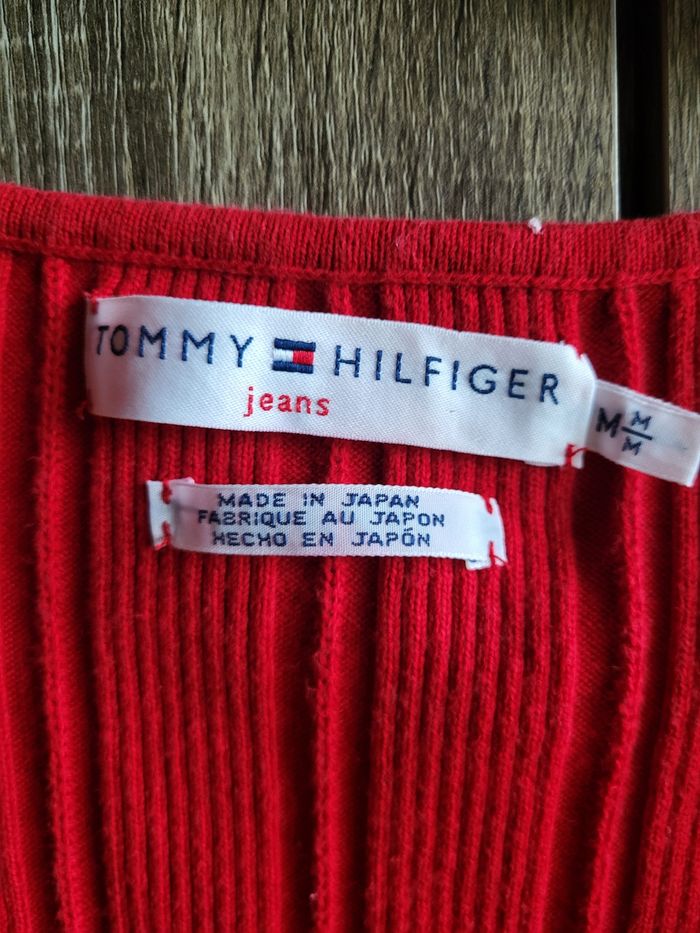 TOMMY HILFIGER
jeans
M M
M
MADE IN JAPAN
FABRIQUE AU JAPON
HECHO EN JAPÓN